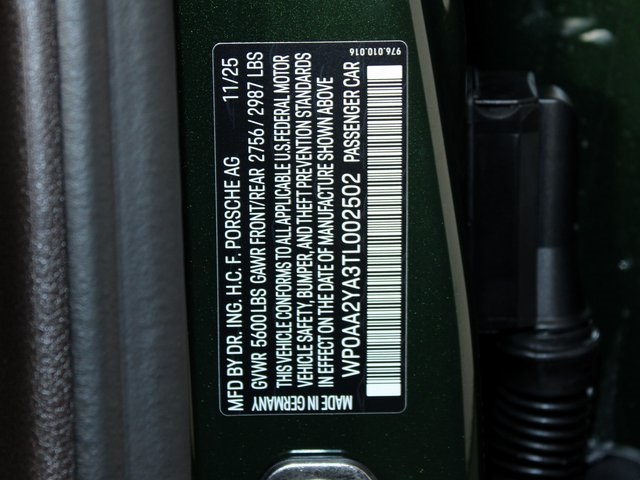 976.010.016
MFD BY DR. ING. H.C. F. PORSCHE AG 11/25
GVWR 5600 LBS GAWR FRONT/REAR 2756 / 2987 LBS
THIS VEHICLE CONFORMS TO ALL APPLICABLE U.S. FEDERAL MOTOR
VEHICLE SAFETY, BUMPER, AND THEFT PREVENTION STANDARDS
IN EFFECT ON THE DATE OF MANUFACTURE SHOWN ABOVE
WP0AA2YA3TL002502 PASSENGER CAR
MADE IN GERMANY